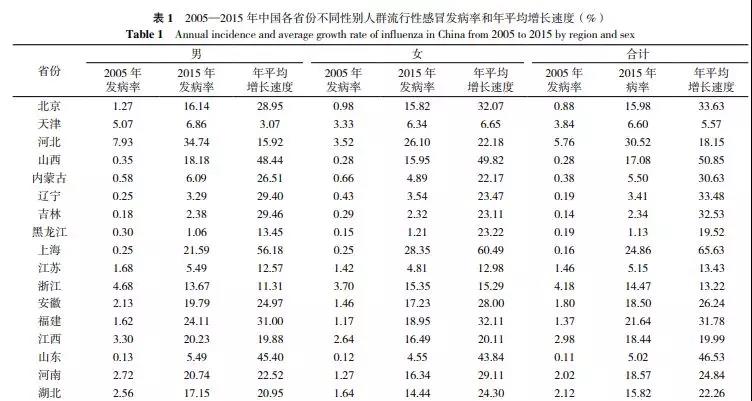 表 1 2005—2015 年中国各省份不同性别人群流行性感冒发病率和年平均增长速度（%）
Table 1 Annual incidence and average growth rate of influenza in China from 2005 to 2015 by region and sex
省份 男 女 合计
2005 年发病率 2015 年发病率 年平均增长速度 2005 年发病率 2015 年发病率 年平均增长速度 2005 年发病率 2015 年病率 年平均增长速度
北京 1.27 16.14 28.95 0.98 15.82 32.07 0.88 15.98 33.63
天津 5.07 6.86 3.07 3.33 6.34 6.65 3.84 6.60 5.57
河北 7.93 34.74 15.92 3.52 26.10 22.18 5.76 30.52 18.15
山西 0.35 18.18 48.44 0.28 15.95 49.82 0.28 17.08 50.85
内蒙古 0.58 6.09 26.51 0.66 4.89 22.17 0.38 5.50 30.63
辽宁 0.25 3.29 29.40 0.43 3.54 23.47 0.19 3.41 33.48
吉林 0.18 2.38 29.46 0.29 2.32 23.11 0.14 2.34 32.53
黑龙江 0.30 1.06 13.45 0.15 1.21 23.22 0.19 1.13 19.52
上海 0.25 21.59 56.18 0.25 28.35 60.49 0.16 24.86 65.63
江苏 1.68 5.49 12.57 1.42 4.81 12.98 1.46 5.15 13.43
浙江 4.68 13.67 11.31 3.70 15.35 15.29 4.18 14.47 13.22
安徽 2.13 19.79 24.97 1.46 17.23 28.00 1.80 18.50 26.24
福建 1.62 24.11 31.00 1.17 18.95 32.11 1.37 21.64 31.78
江西 3.30 20.23 19.88 2.64 16.49 20.11 2.98 18.44 19.99
山东 0.13 5.49 45.40 0.12 4.55 43.84 0.11 5.02 46.53
河南 2.72 20.74 22.52 1.27 16.34 29.11 2.02 18.57 24.84
湖北 2.56 17.15 20.95 1.64 14.44 24.30 2.12 15.82 22.26